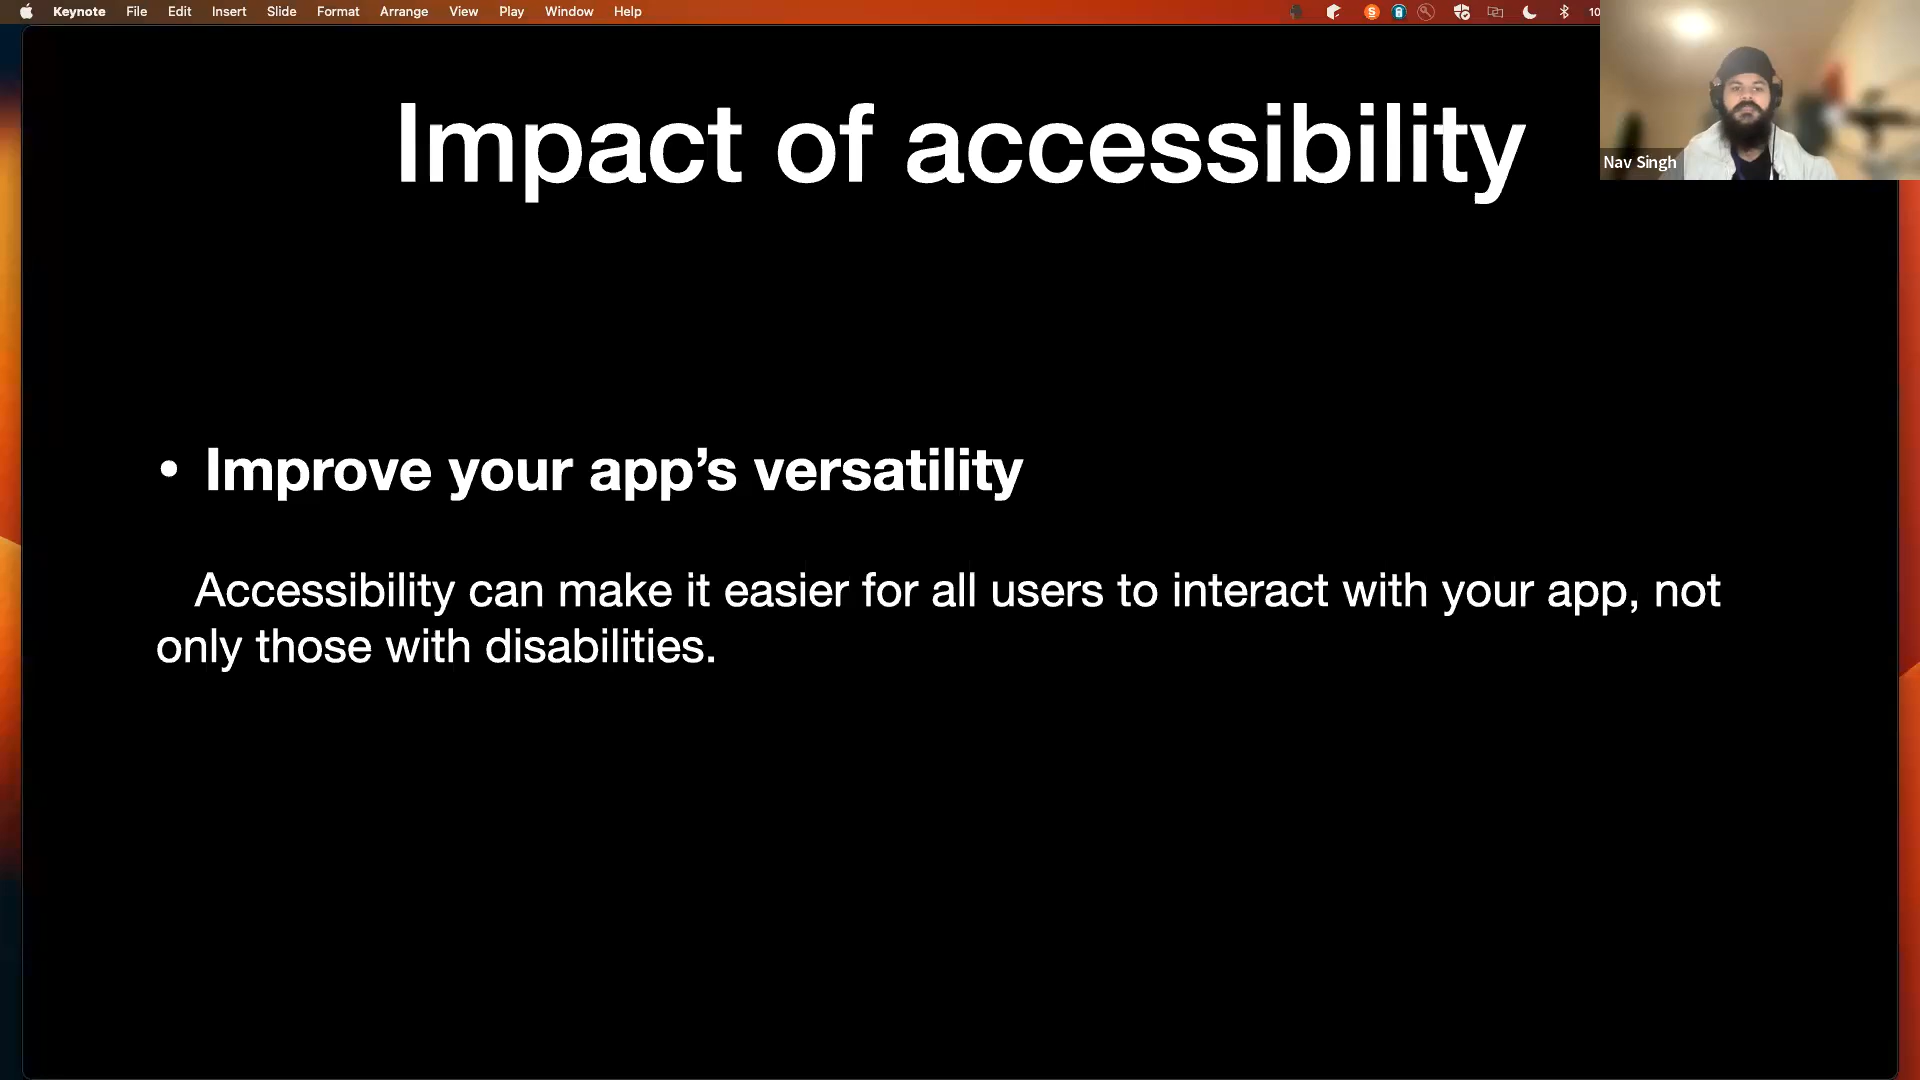 Keynote File Edit Insert Slide Format Arrange View Play Window Help 10
Impact of accessibility
Nav Singh
• Improve your app’s versatility
Accessibility can make it easier for all users to interact with your app, not
only those with disabilities.